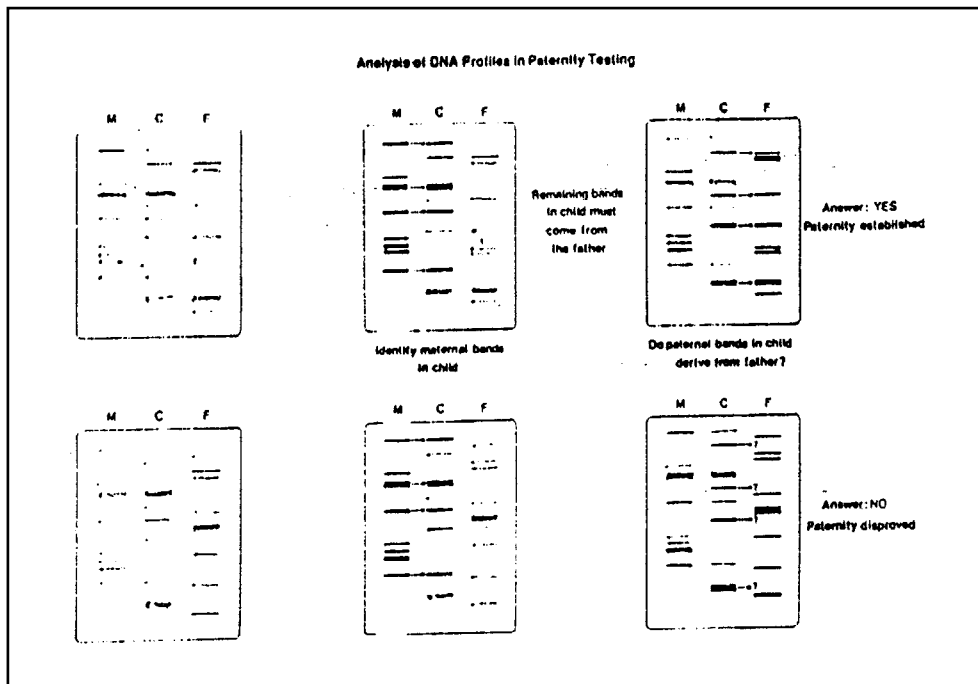 Analysis of DNA Profiles in Paternity Testing
M C F
M C F
M C F
Remaining bands
in child must
come from
the father
Answer: YES
Paternity established
Identify maternal bands
in child
Do paternal bands in child
derive from father?
M C F
M C F
M C F
?
?
?
?
Answer: NO
Paternity disproved